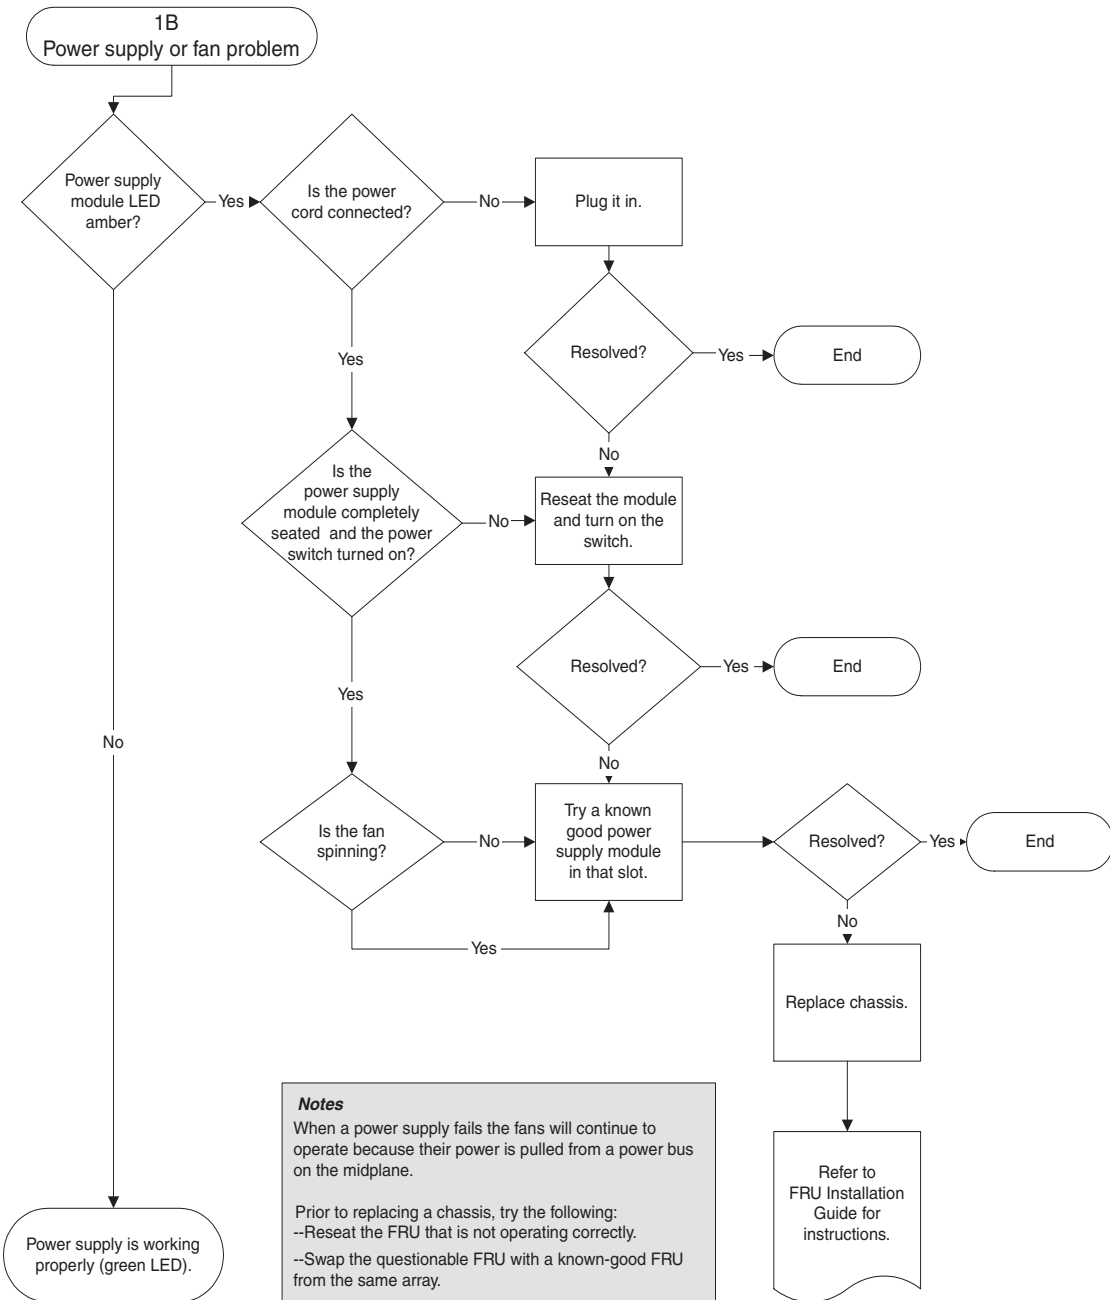 1B
Power supply or fan problem
Power supply
module LED
amber?
Yes
Is the power
cord connected?
No
Plug it in.
Resolved?
Yes
End
Yes
No
Is the
power supply
module completely
seated and the power
switch turned on?
No
Reseat the module
and turn on the
switch.
Resolved?
Yes
End
Yes
No
No
Is the fan
spinning?
No
Try a known
good power
supply module
in that slot.
Resolved?
Yes
End
Yes
No
Replace chassis.
Refer to
FRU Installation
Guide for
instructions.
Notes
When a power supply fails the fans will continue to
operate because their power is pulled from a power bus
on the midplane.
Prior to replacing a chassis, try the following:
--Reseat the FRU that is not operating correctly.
--Swap the questionable FRU with a known-good FRU
from the same array.
Power supply is working
properly (green LED).